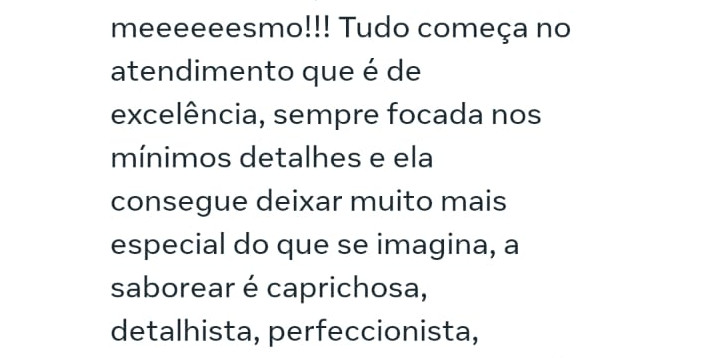 meeeeeesmo!!! Tudo começa no
atendimento que é de
excelência, sempre focada nos
mínimos detalhes e ela
consegue deixar muito mais
especial do que se imagina, a
saborear é caprichosa,
detalhista, perfeccionista,